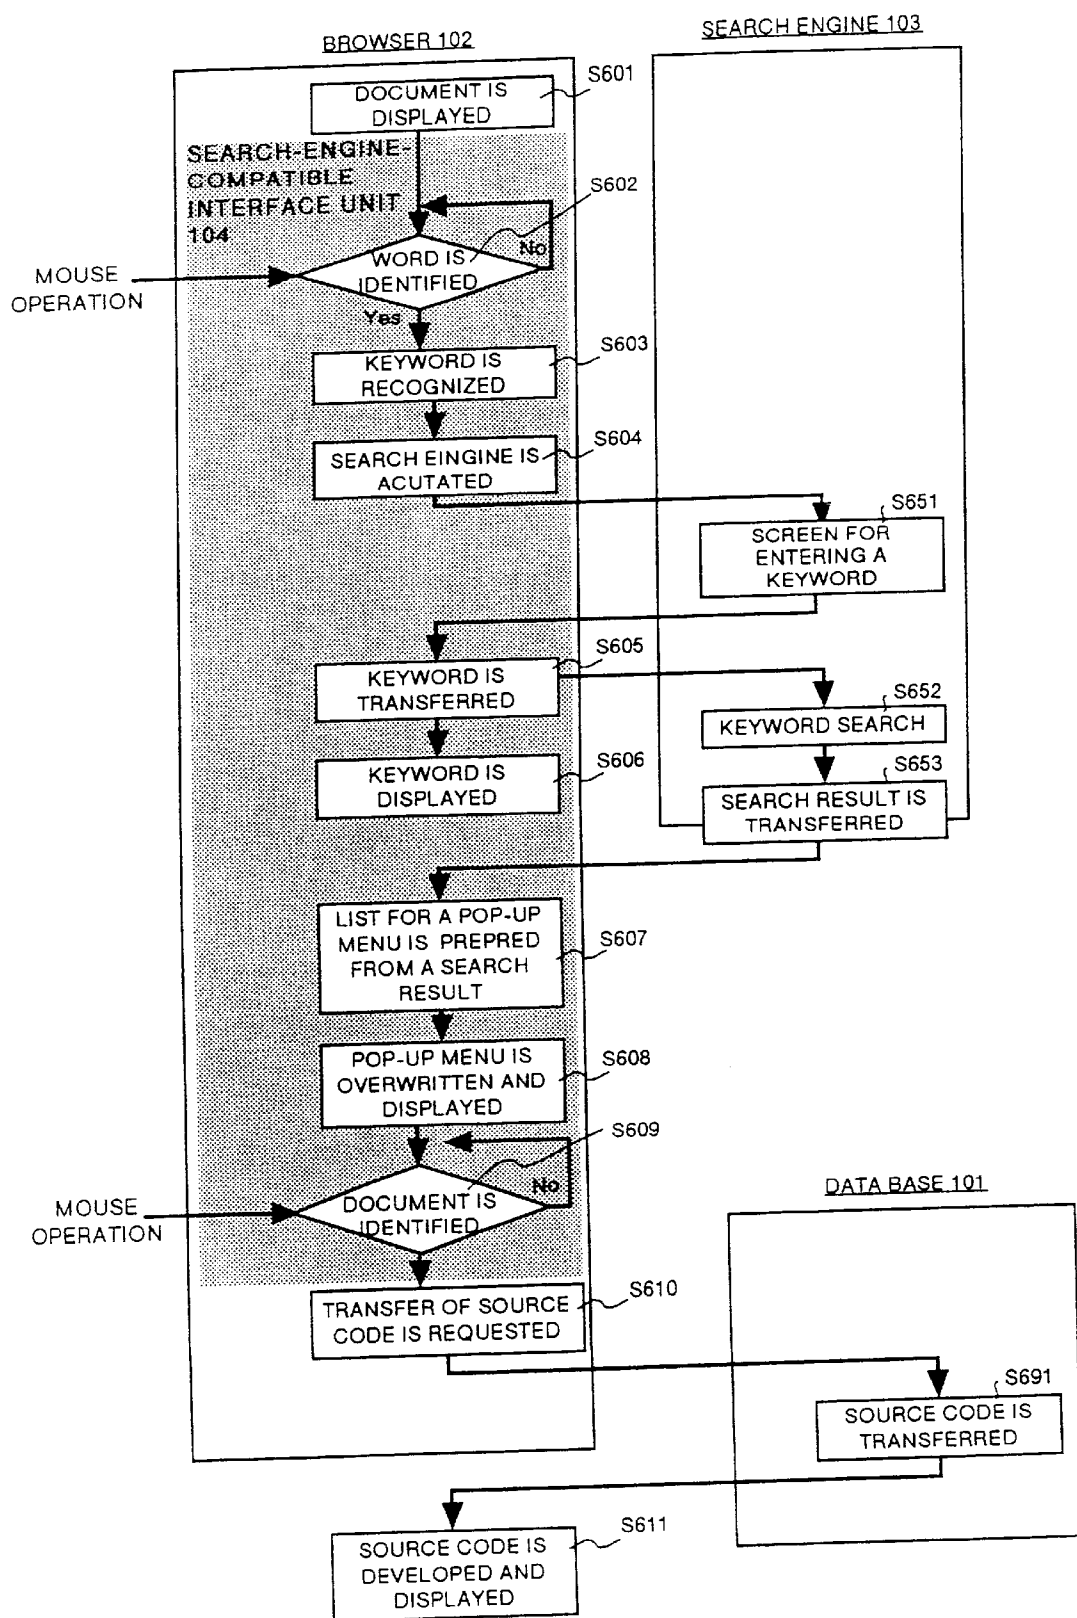 BROWSER 102
SEARCH ENGINE 103
DOCUMENT IS
DISPLAYED
S601
SEARCH-ENGINE-
COMPATIBLE
INTERFACE UNIT
104
S602
No
WORD IS
IDENTIFIED
MOUSE
OPERATION
Yes
S603
KEYWORD IS
RECOGNIZED
S604
SEARCH EINGINE IS
ACUTATED
S651
SCREEN FOR
ENTERING A
KEYWORD
S605
KEYWORD IS
TRANSFERRED
S652
KEYWORD SEARCH
S606
KEYWORD IS
DISPLAYED
S653
SEARCH RESULT IS
TRANSFERRED
LIST FOR A POP-UP
MENU IS PREPRED
FROM A SEARCH
RESULT
S607
POP-UP MENU IS
OVERWRITTEN AND
DISPLAYED
S608
S609
No
DOCUMENT IS
IDENTIFIED
MOUSE
OPERATION
DATA BASE 101
TRANSFER OF SOURCE
CODE IS REQUESTED
S610
S691
SOURCE CODE IS
TRANSFERRED
S611
SOURCE CODE IS
DEVELOPED AND
DISPLAYED